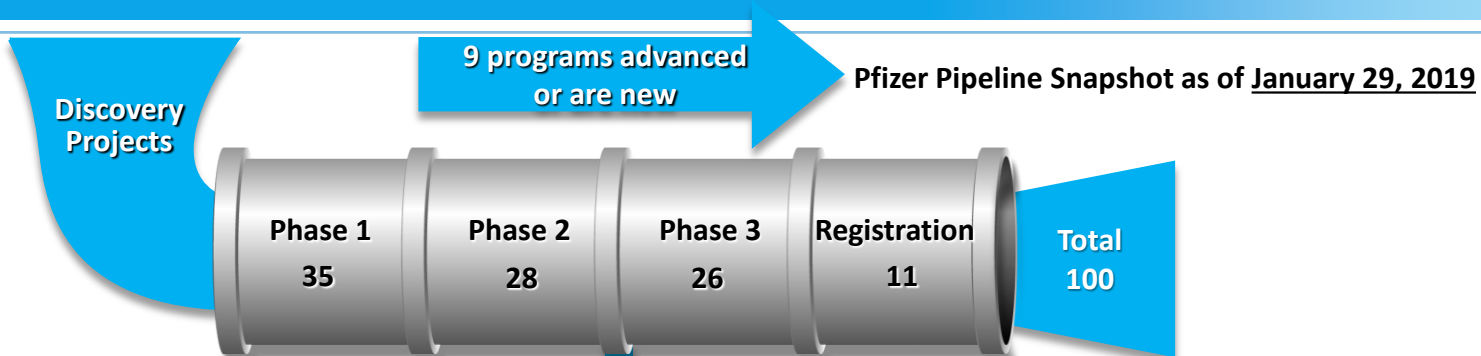 9 programs advanced
or are new
Pfizer Pipeline Snapshot as of January 29, 2019
Discovery
Projects
Phase 1
35
Phase 2
28
Phase 3
26
Registration
11
Total
100